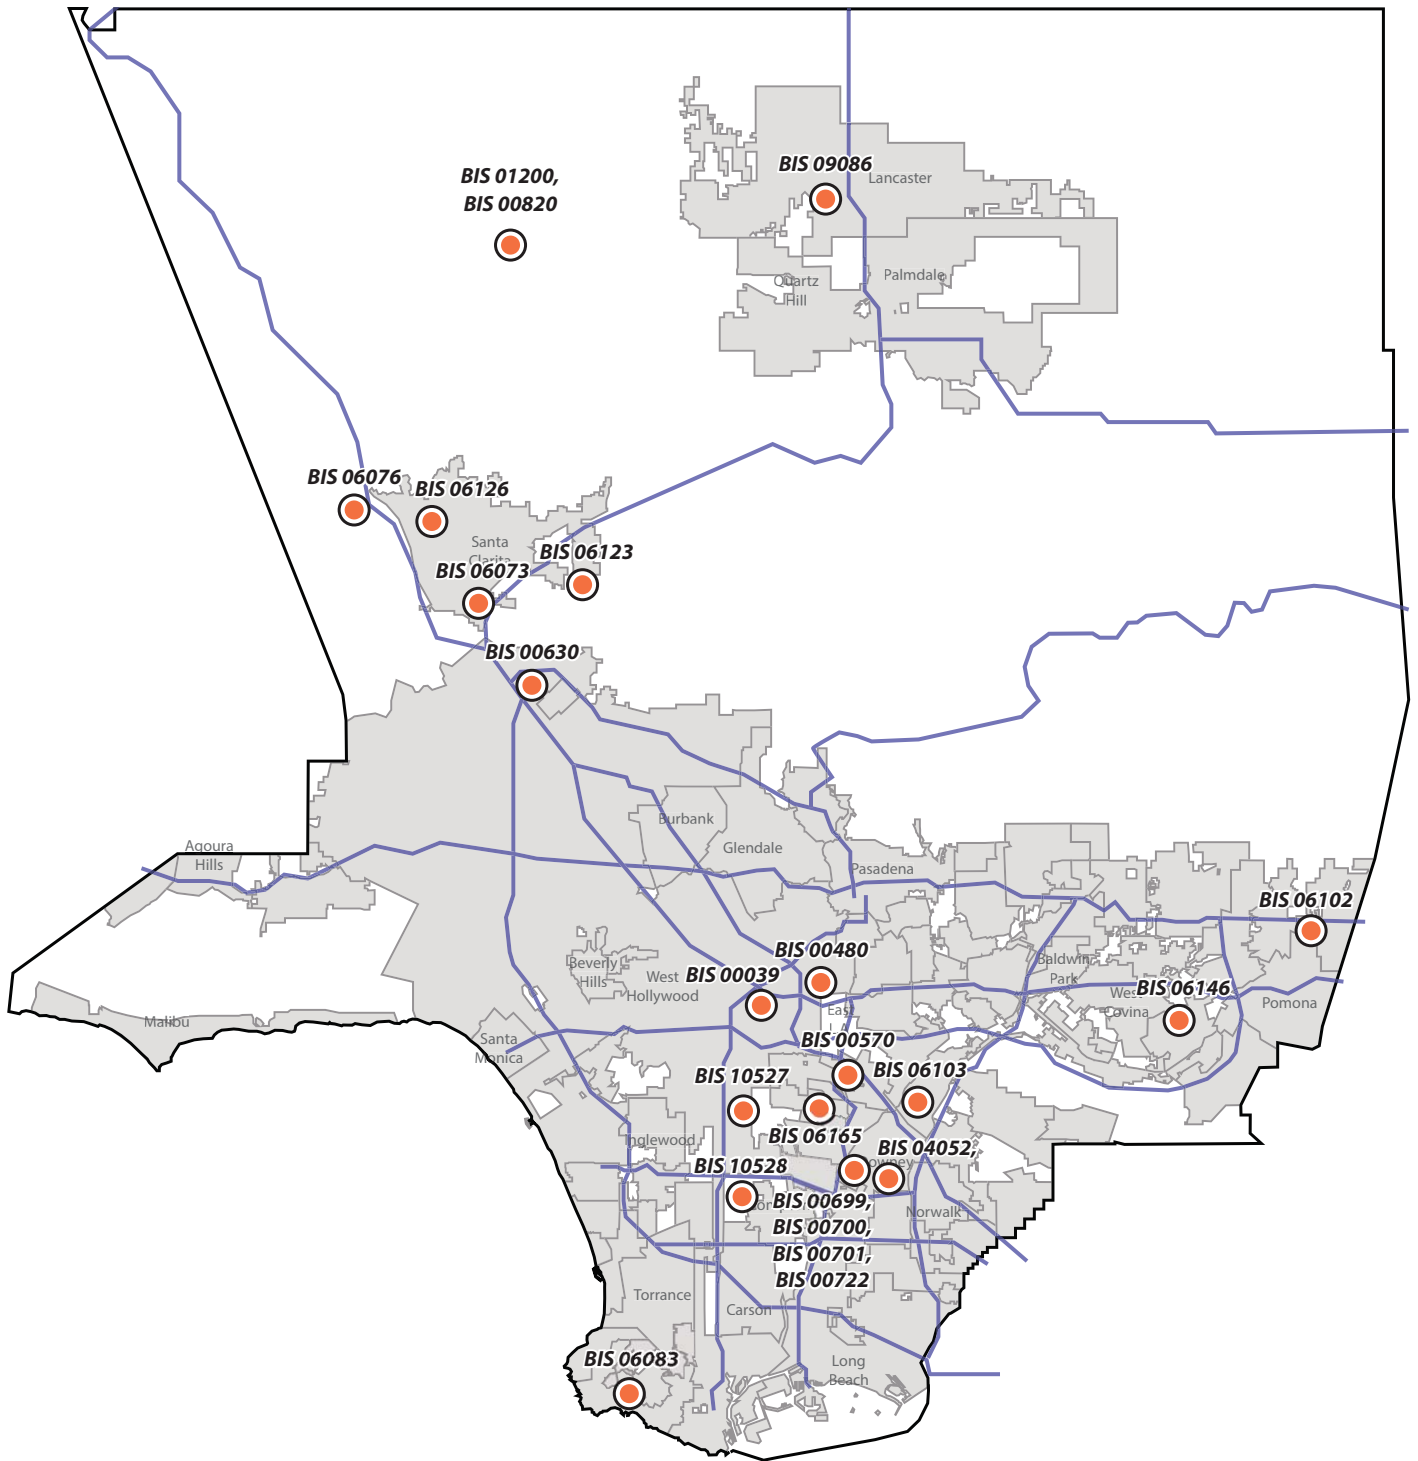 BIS 09086
Lancaster
BIS 01200,
BIS 00820
Quartz
Hill
Palmdale
BIS 06076
BIS 06126
Santa
Clarita
BIS 06123
BIS 06073
BIS 00630
Burbank
Glendale
Agoura
Hills
Pasadena
BIS 06102
BIS 00480
Beverly
Hills
West
Hollywood
BIS 00039
Baldwin
Park
West
Covina
BIS 06146
Pomona
Malibu
East
Santa
Monica
BIS 00570
BIS 10527
BIS 06103
Inglewood
BIS 06165
BIS 04052,
Downey
BIS 10528
BIS 00699,
BIS 00700,
BIS 00701,
BIS 00722
Norwalk
Torrance
Carson
BIS 06083
Long
Beach